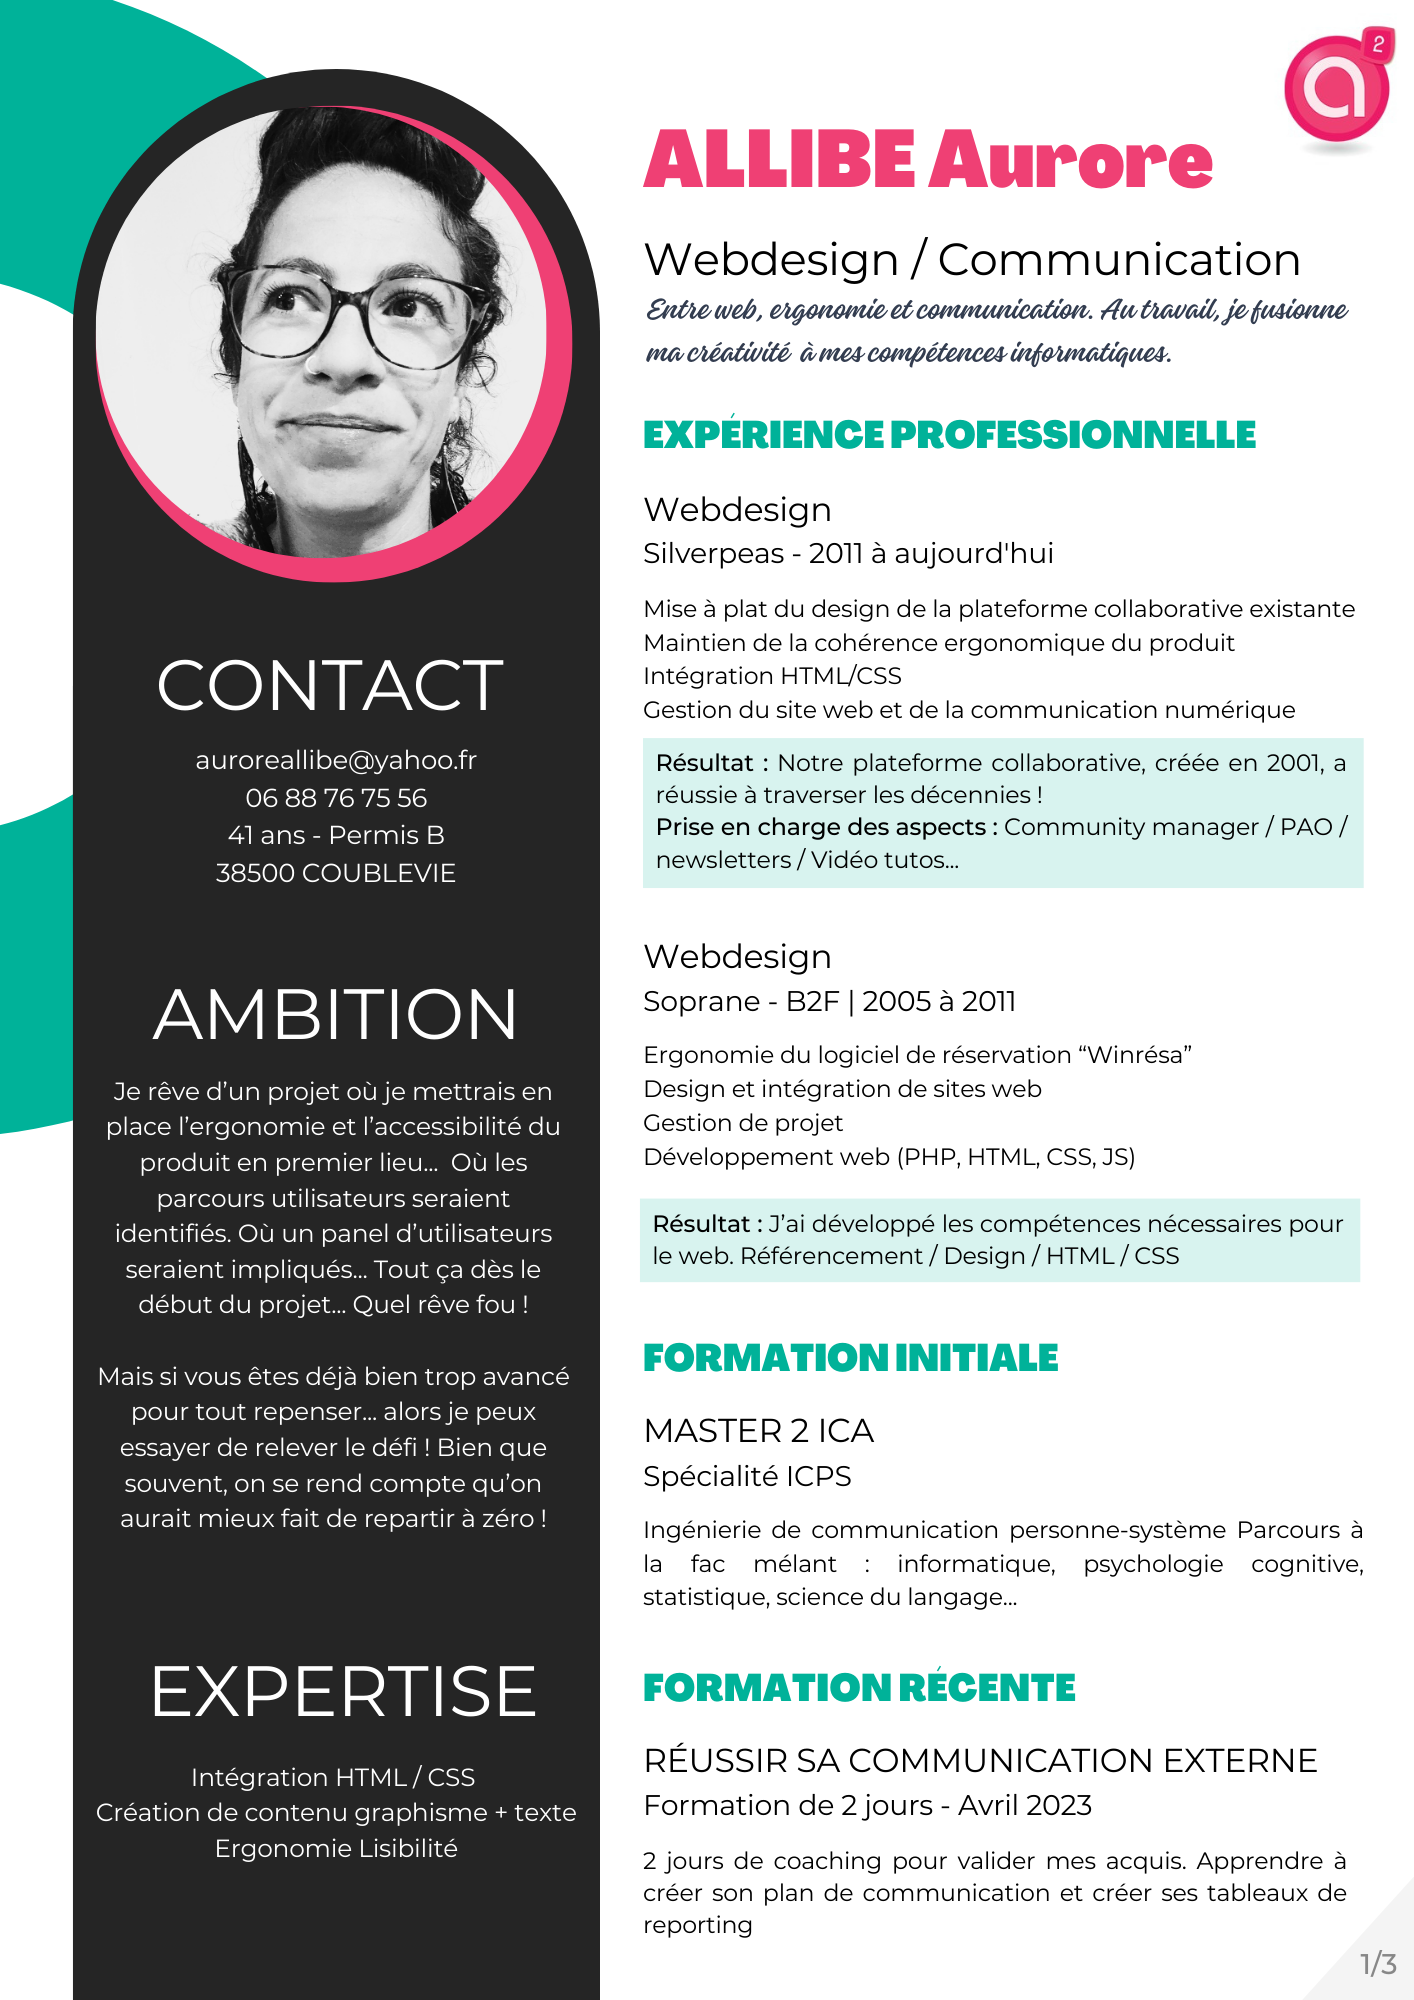 a 2
ALLIBE Aurore
Webdesign / Communication
Entre web, ergonomie et communication. Au travail, je fusionne
ma créativité à mes compétences informatiques.
EXPÉRIENCE PROFESSIONNELLE
Webdesign
Silverpeas - 2011 à aujourd'hui
Mise à plat du design de la plateforme collaborative existante
Maintien de la cohérence ergonomique du produit
Intégration HTML/CSS
Gestion du site web et de la communication numérique
Résultat : Notre plateforme collaborative, créée en 2001, a
réussie à traverser les décennies !
Prise en charge des aspects : Community manager / PAO /
newsletters / Vidéo tutos...
Webdesign
Soprane - B2F | 2005 à 2011
Ergonomie du logiciel de réservation “Winrésa”
Design et intégration de sites web
Gestion de projet
Développement web (PHP, HTML, CSS, JS)
Résultat : J’ai développé les compétences nécessaires pour
le web. Référencement / Design / HTML / CSS
FORMATION INITIALE
MASTER 2 ICA
Spécialité ICPS
Ingénierie de communication personne-système Parcours à
la fac mélant : informatique, psychologie cognitive,
statistique, science du langage...
FORMATION RÉCENTE
RÉUSSIR SA COMMUNICATION EXTERNE
Formation de 2 jours - Avril 2023
2 jours de coaching pour valider mes acquis. Apprendre à
créer son plan de communication et créer ses tableaux de
reporting
CONTACT
auroreallibe@yahoo.fr
06 88 76 75 56
41 ans - Permis B
38500 COUBLEVIE
AMBITION
Je rêve d’un projet où je mettrais en
place l’ergonomie et l’accessibilité du
produit en premier lieu... Où les
parcours utilisateurs seraient
identifiés. Où un panel d’utilisateurs
seraient impliqués... Tout ça dès le
début du projet... Quel rêve fou !
Mais si vous êtes déjà bien trop avancé
pour tout repenser... alors je peux
essayer de relever le défi ! Bien que
souvent, on se rend compte qu’on
aurait mieux fait de repartir à zéro !
EXPERTISE
Intégration HTML / CSS
Création de contenu graphisme + texte
Ergonomie Lisibilité
1/3